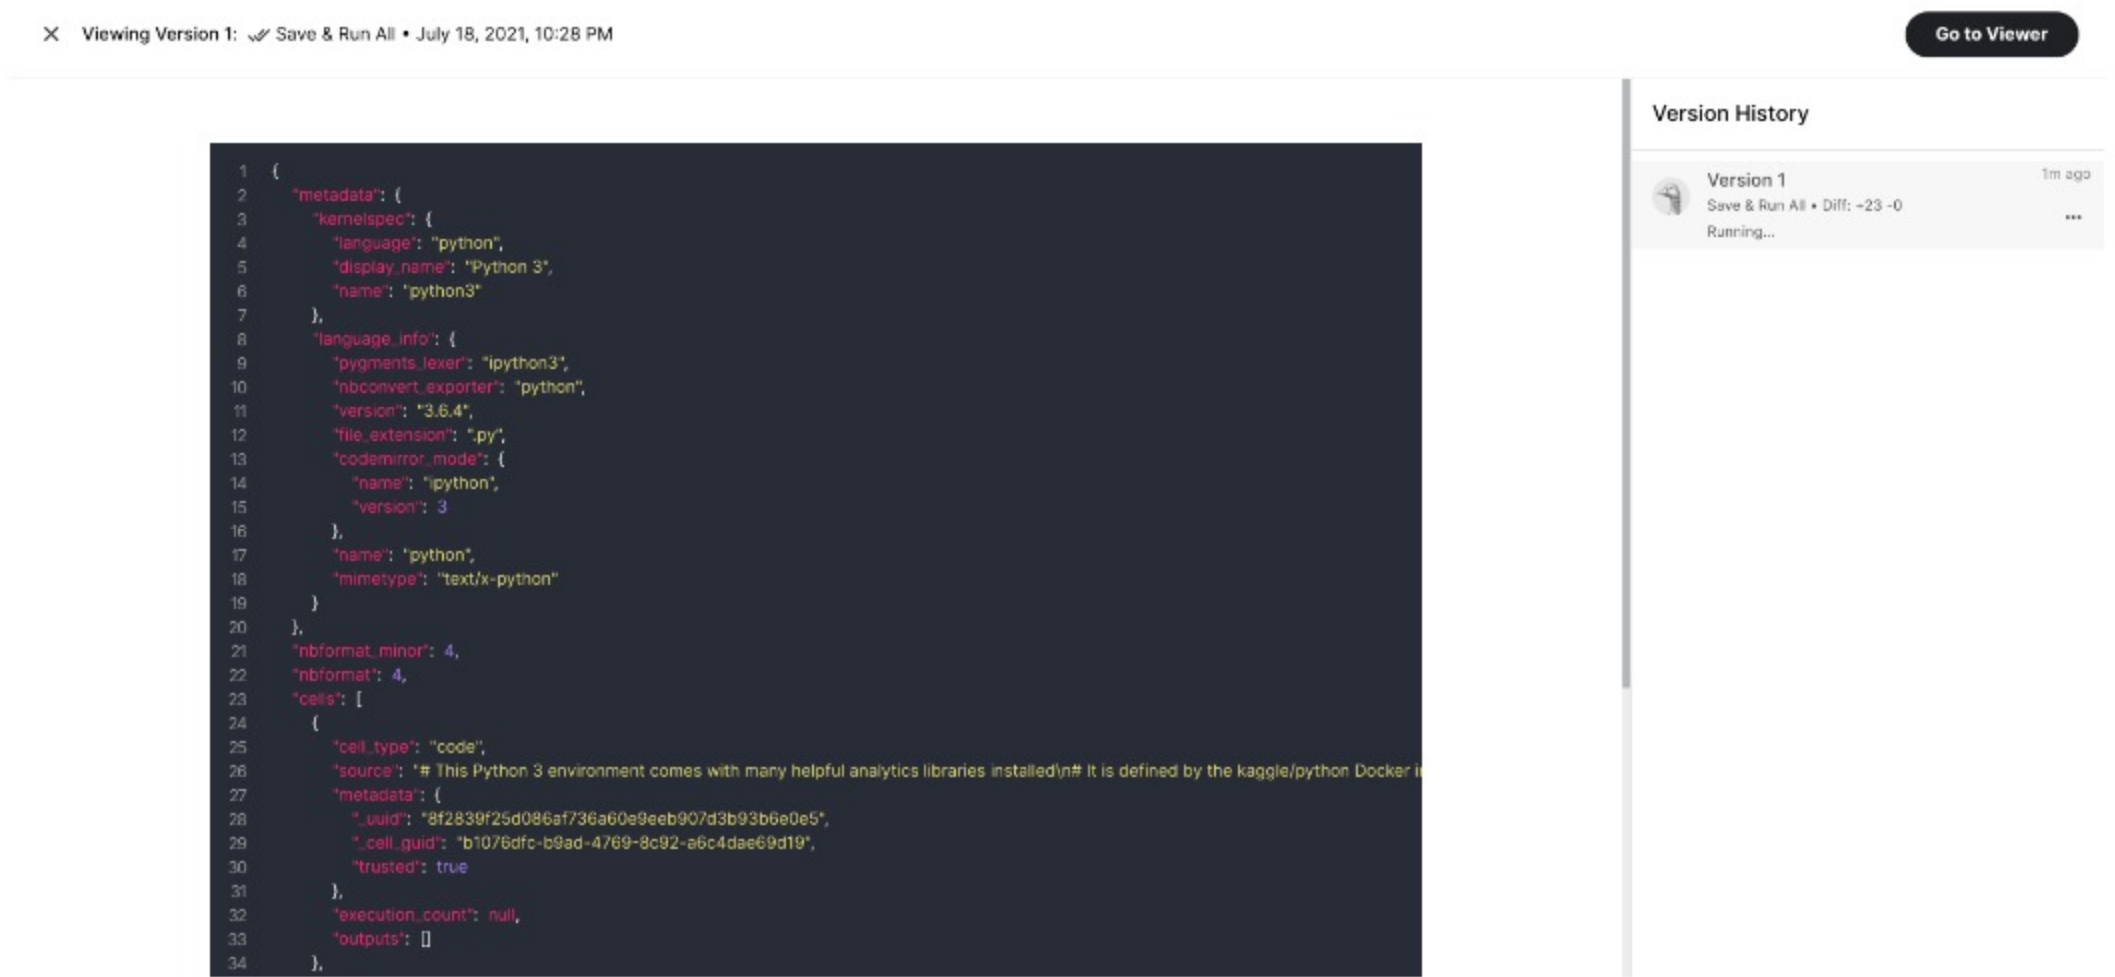 Viewing Version 1: Save & Run All • July 18, 2021, 10:28 PM
Go to Viewer
1 {
2 "metadata": {
3 "kernelspec": {
4 "language": "python",
5 "display_name": "Python 3",
6 "name": "python3"
7 },
8 "language_info": {
9 "pygments_lexer": "ipython3",
10 "nbconvert_exporter": "python",
11 "version": "3.6.4",
12 "file_extension": ".py",
13 "codemirror_mode": {
14 "name": "ipython",
15 "version": 3
16 },
17 "name": "python",
18 "mimetype": "text/x-python"
19 }
20 },
21 "nbformat_minor": 4,
22 "nbformat": 4,
23 "cells": [
24 {
25 "cell_type": "code",
26 "source": "# This Python 3 environment comes with many helpful analytics libraries installed\n# It is defined by the kaggle/python Docker i
27 "metadata": {
28 "_uuid": "8f2839f25d086af736a60e9eeb907d3b93b6e0e5",
29 "_cell_guid": "b1076dfc-b9ad-4769-8c92-a6c4dae69d19",
30 "trusted": true
31 },
32 "execution_count": null,
33 "outputs": []
34 },
Version History
Version 1
1m ago
Save & Run All • Diff: +23 -0
Running...